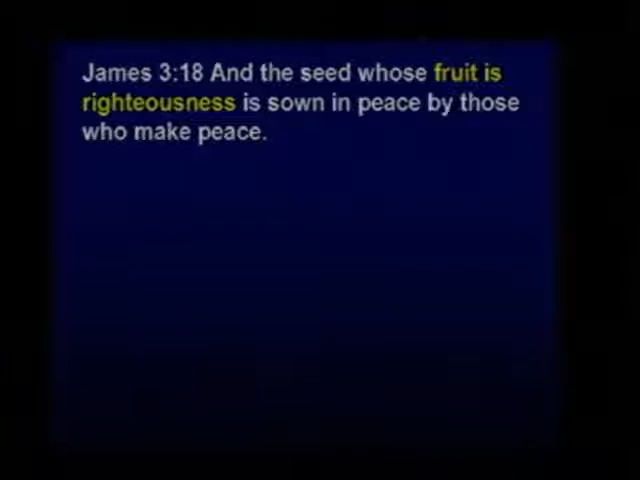 James 3:18 And the seed whose fruit is
righteousness is sown in peace by those
who make peace.